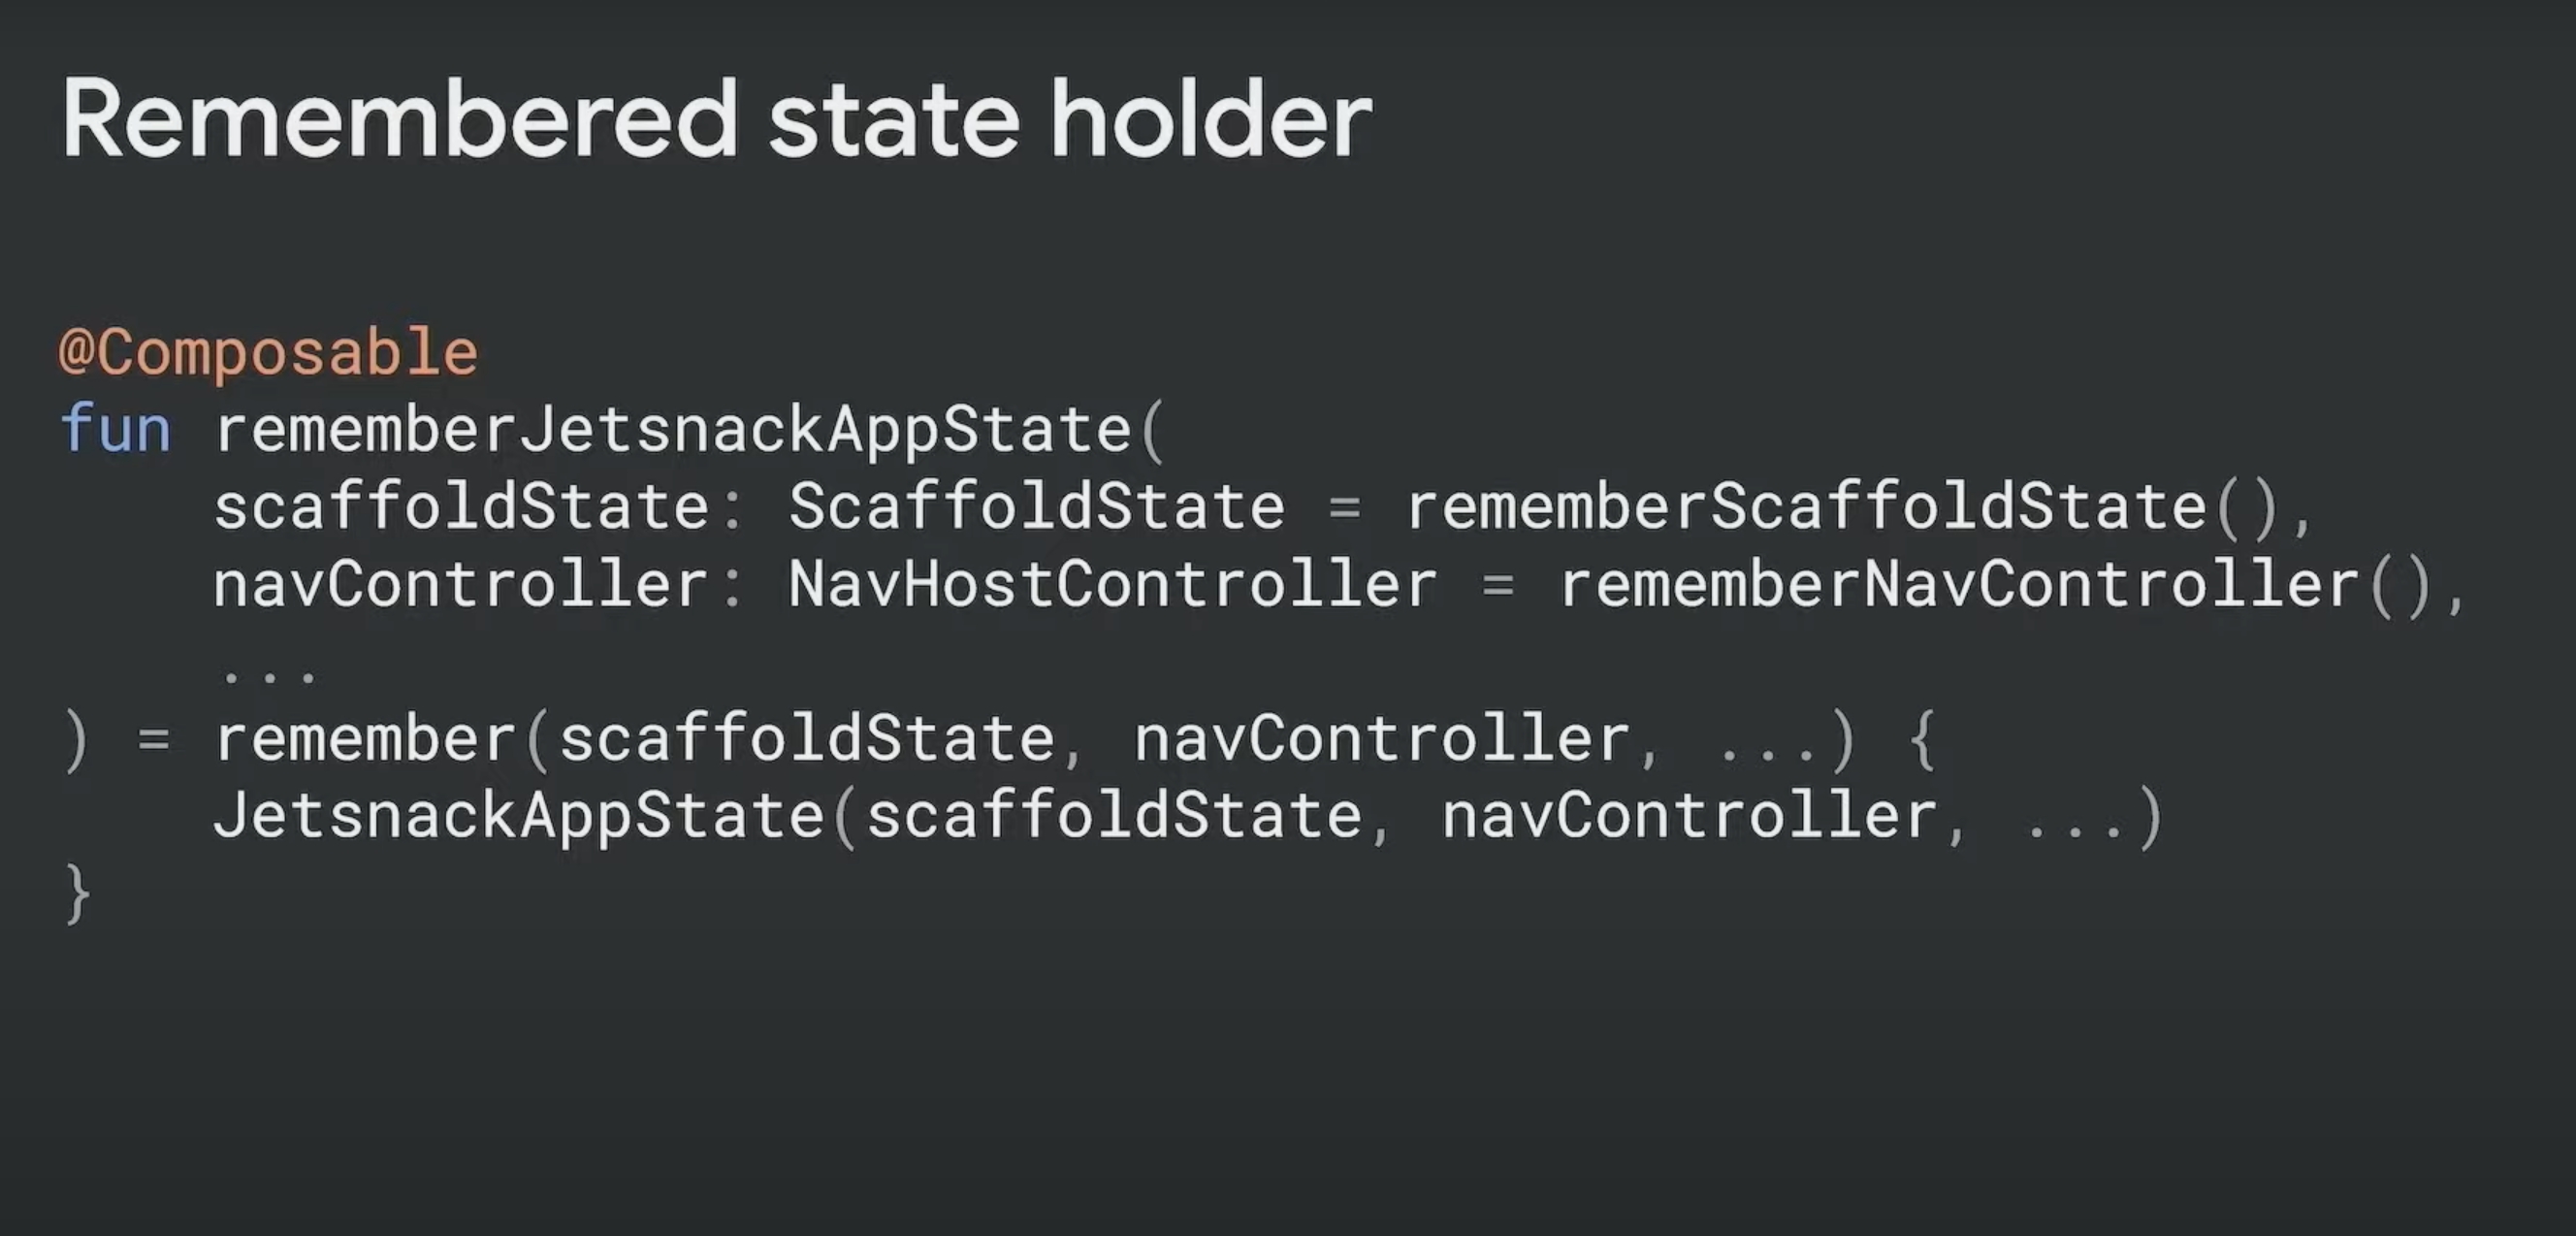 Remembered state holder
@Composable
fun rememberJetsnackAppState(
    scaffoldState: ScaffoldState = rememberScaffoldState(),
    navController: NavHostController = rememberNavController(),
    ...
) = remember(scaffoldState, navController, ...) {
    JetsnackAppState(scaffoldState, navController, ...)
}